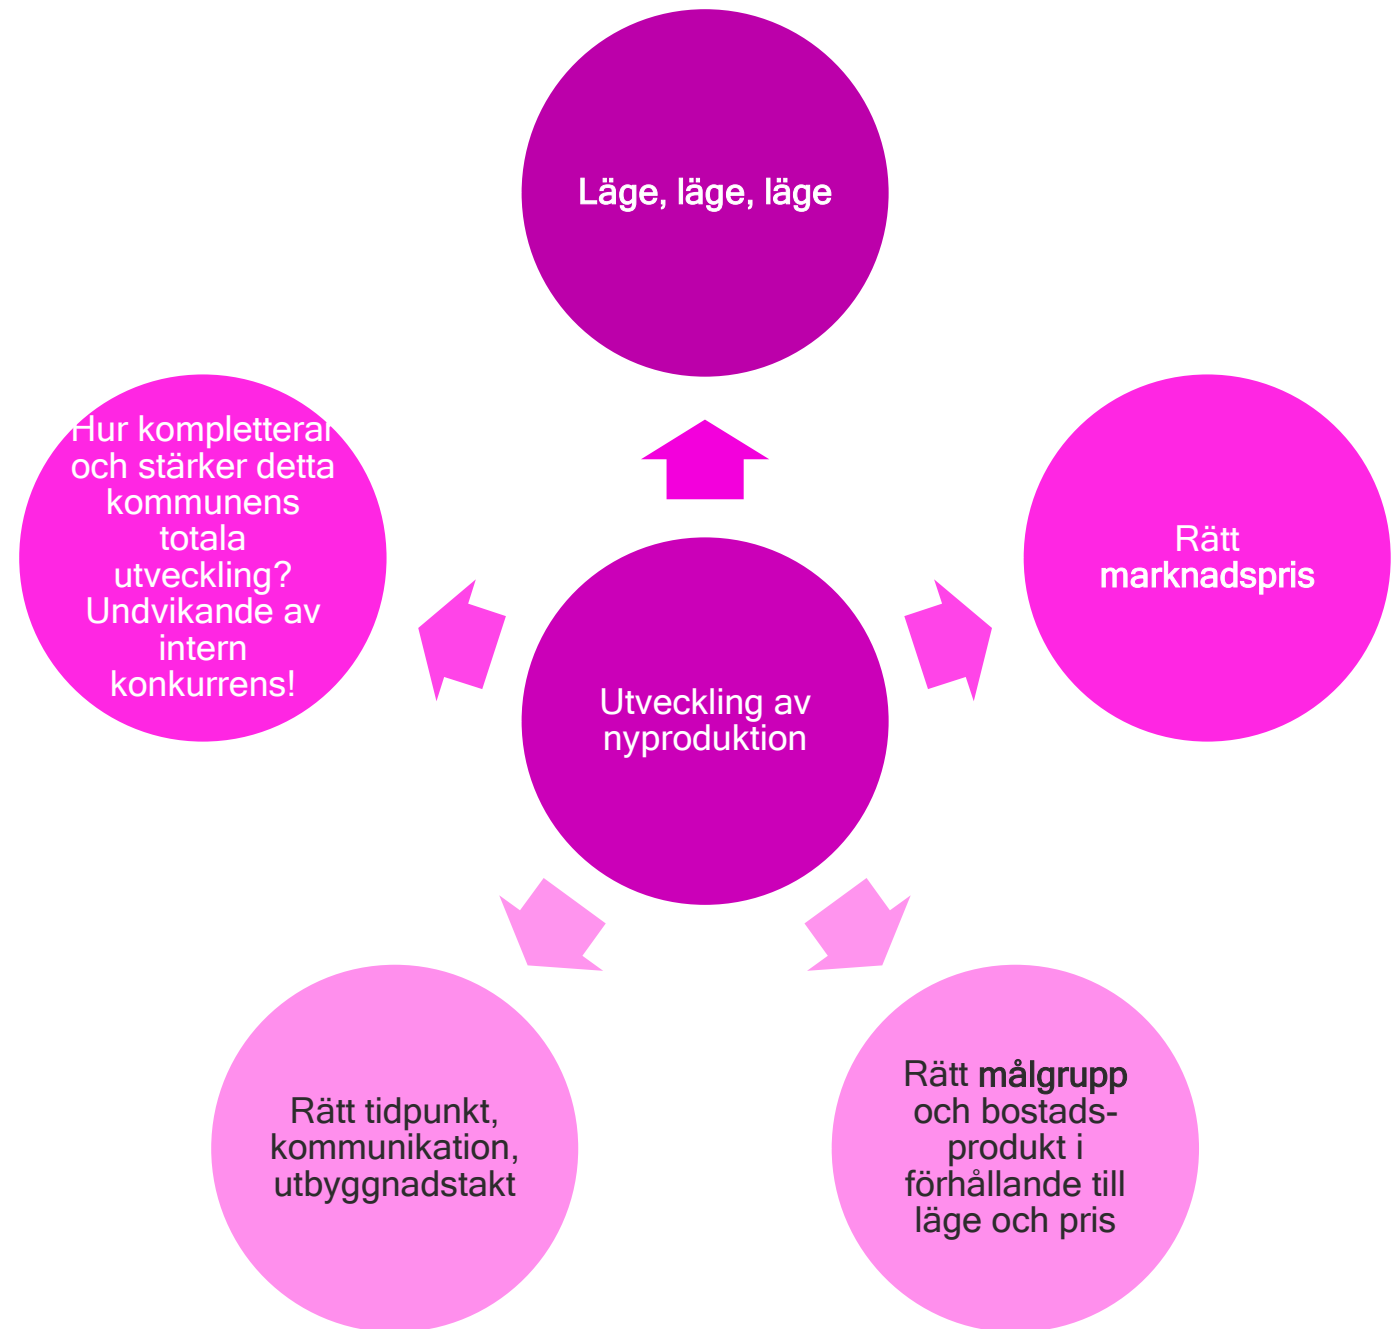 Läge, läge, läge
Hur kompletterar
och stärker detta
kommunens
totala
utveckling?
Undvikande av
intern
konkurrens!
Rätt
marknadspris
Utveckling av
nyproduktion
Rätt tidpunkt,
kommunikation,
utbyggnadstakt
Rätt målgrupp
och bostads-
produkt i
förhållande till
läge och pris